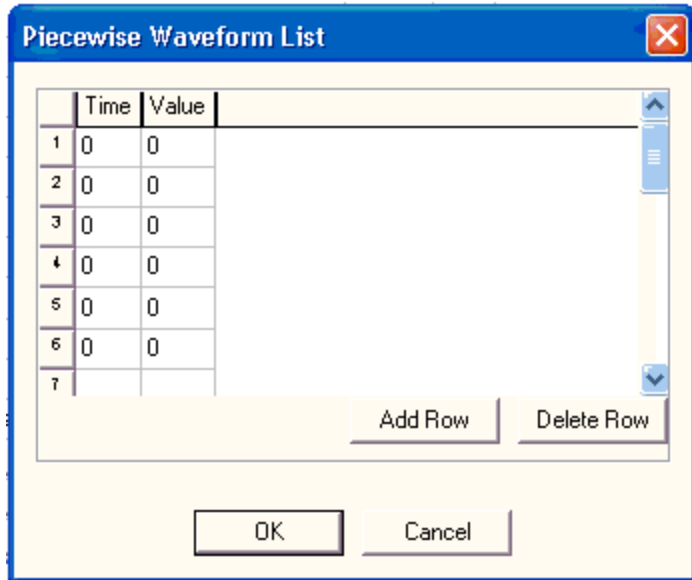 Piecewise Waveform List
Time Value
1 0 0
2 0 0
3 0 0
4 0 0
5 0 0
6 0 0
7
Add Row Delete Row
OK Cancel